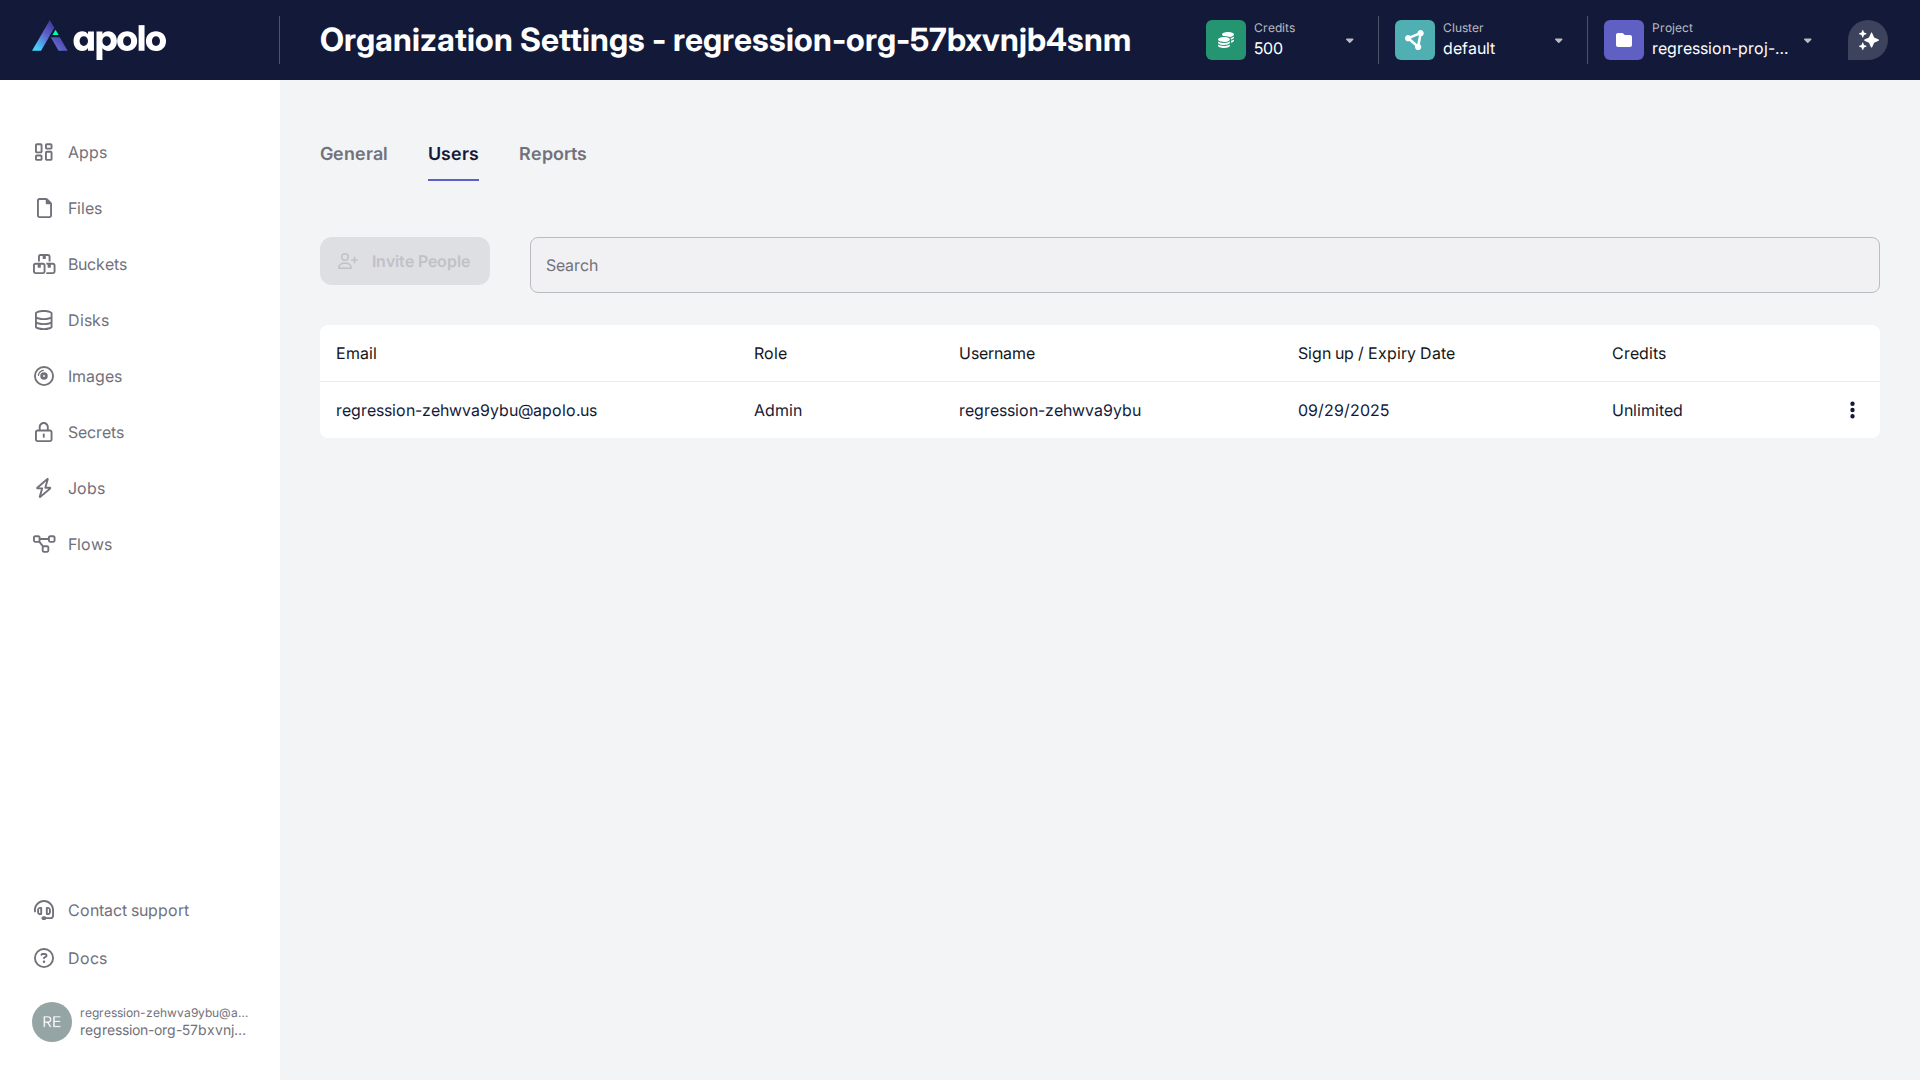 apolo
Organization Settings - regression-org-57bxvnjb4snm
Credits
500
Cluster
default
Project
regression-proj-...
Apps
Files
Buckets
Disks
Images
Secrets
Jobs
Flows
General Users Reports
Invite People
Search
Email Role Username Sign up / Expiry Date Credits
regression-zehwva9ybu@apolo.us Admin regression-zehwva9ybu 09/29/2025 Unlimited
Contact support
Docs
RE
regression-zehwva9ybu@a...
regression-org-57bxvnj...